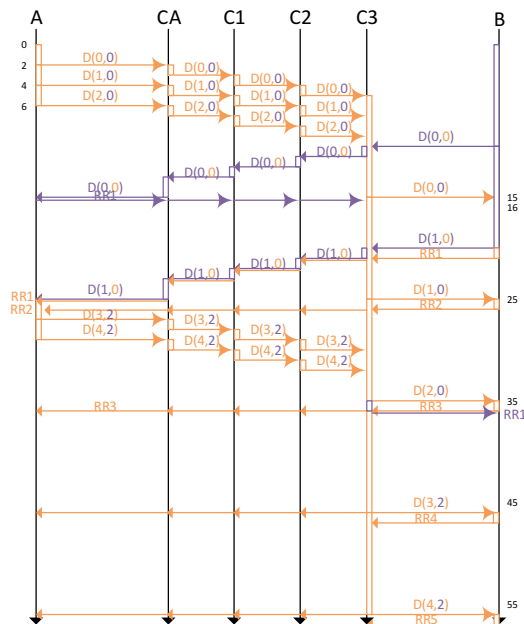 A CA C1 C2 C3 B
0
2 D(0,0) D(0,0)
4 D(1,0) D(1,0) D(0,0) D(0,0)
6 D(2,0) D(2,0) D(1,0) D(1,0)
D(2,0) D(2,0)
D(0,0)
D(0,0)
D(0,0)
D(0,0)
D(0,0) D(0,0)
RR1 15
16
D(1,0)
D(1,0) RR1
D(1,0)
D(1,0)
D(1,0) D(1,0)
RR1 25
RR2 RR2
D(3,2) D(3,2)
D(4,2) D(4,2) D(3,2) D(3,2)
D(4,2) D(4,2)
D(2,0)
35
RR3 RR3
RR1
D(3,2) 45
RR4
D(4,2) 55
RR5